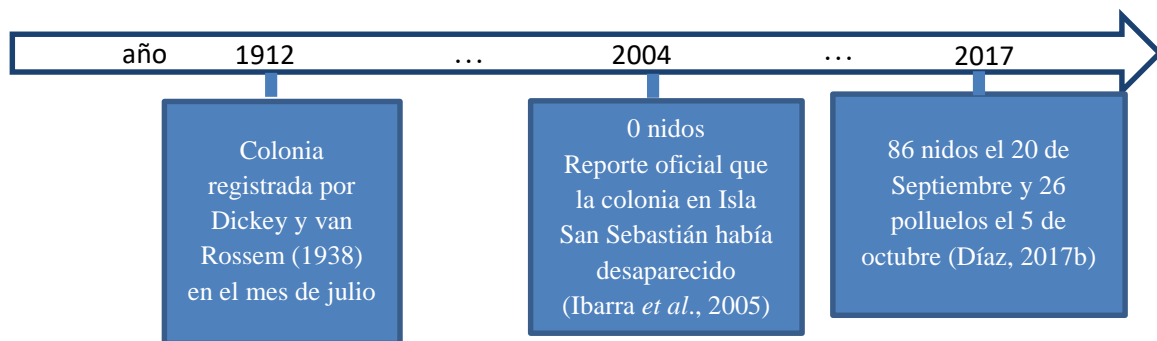 año 1912 … 2004 … 2017
Colonia
registrada por
Dickey y van
Rossem (1938)
en el mes de julio
0 nidos
Reporte oficial que
la colonia en Isla
San Sebastián había
desaparecido
(Ibarra et al., 2005)
86 nidos el 20 de
Septiembre y 26
polluelos el 5 de
octubre (Díaz, 2017b)